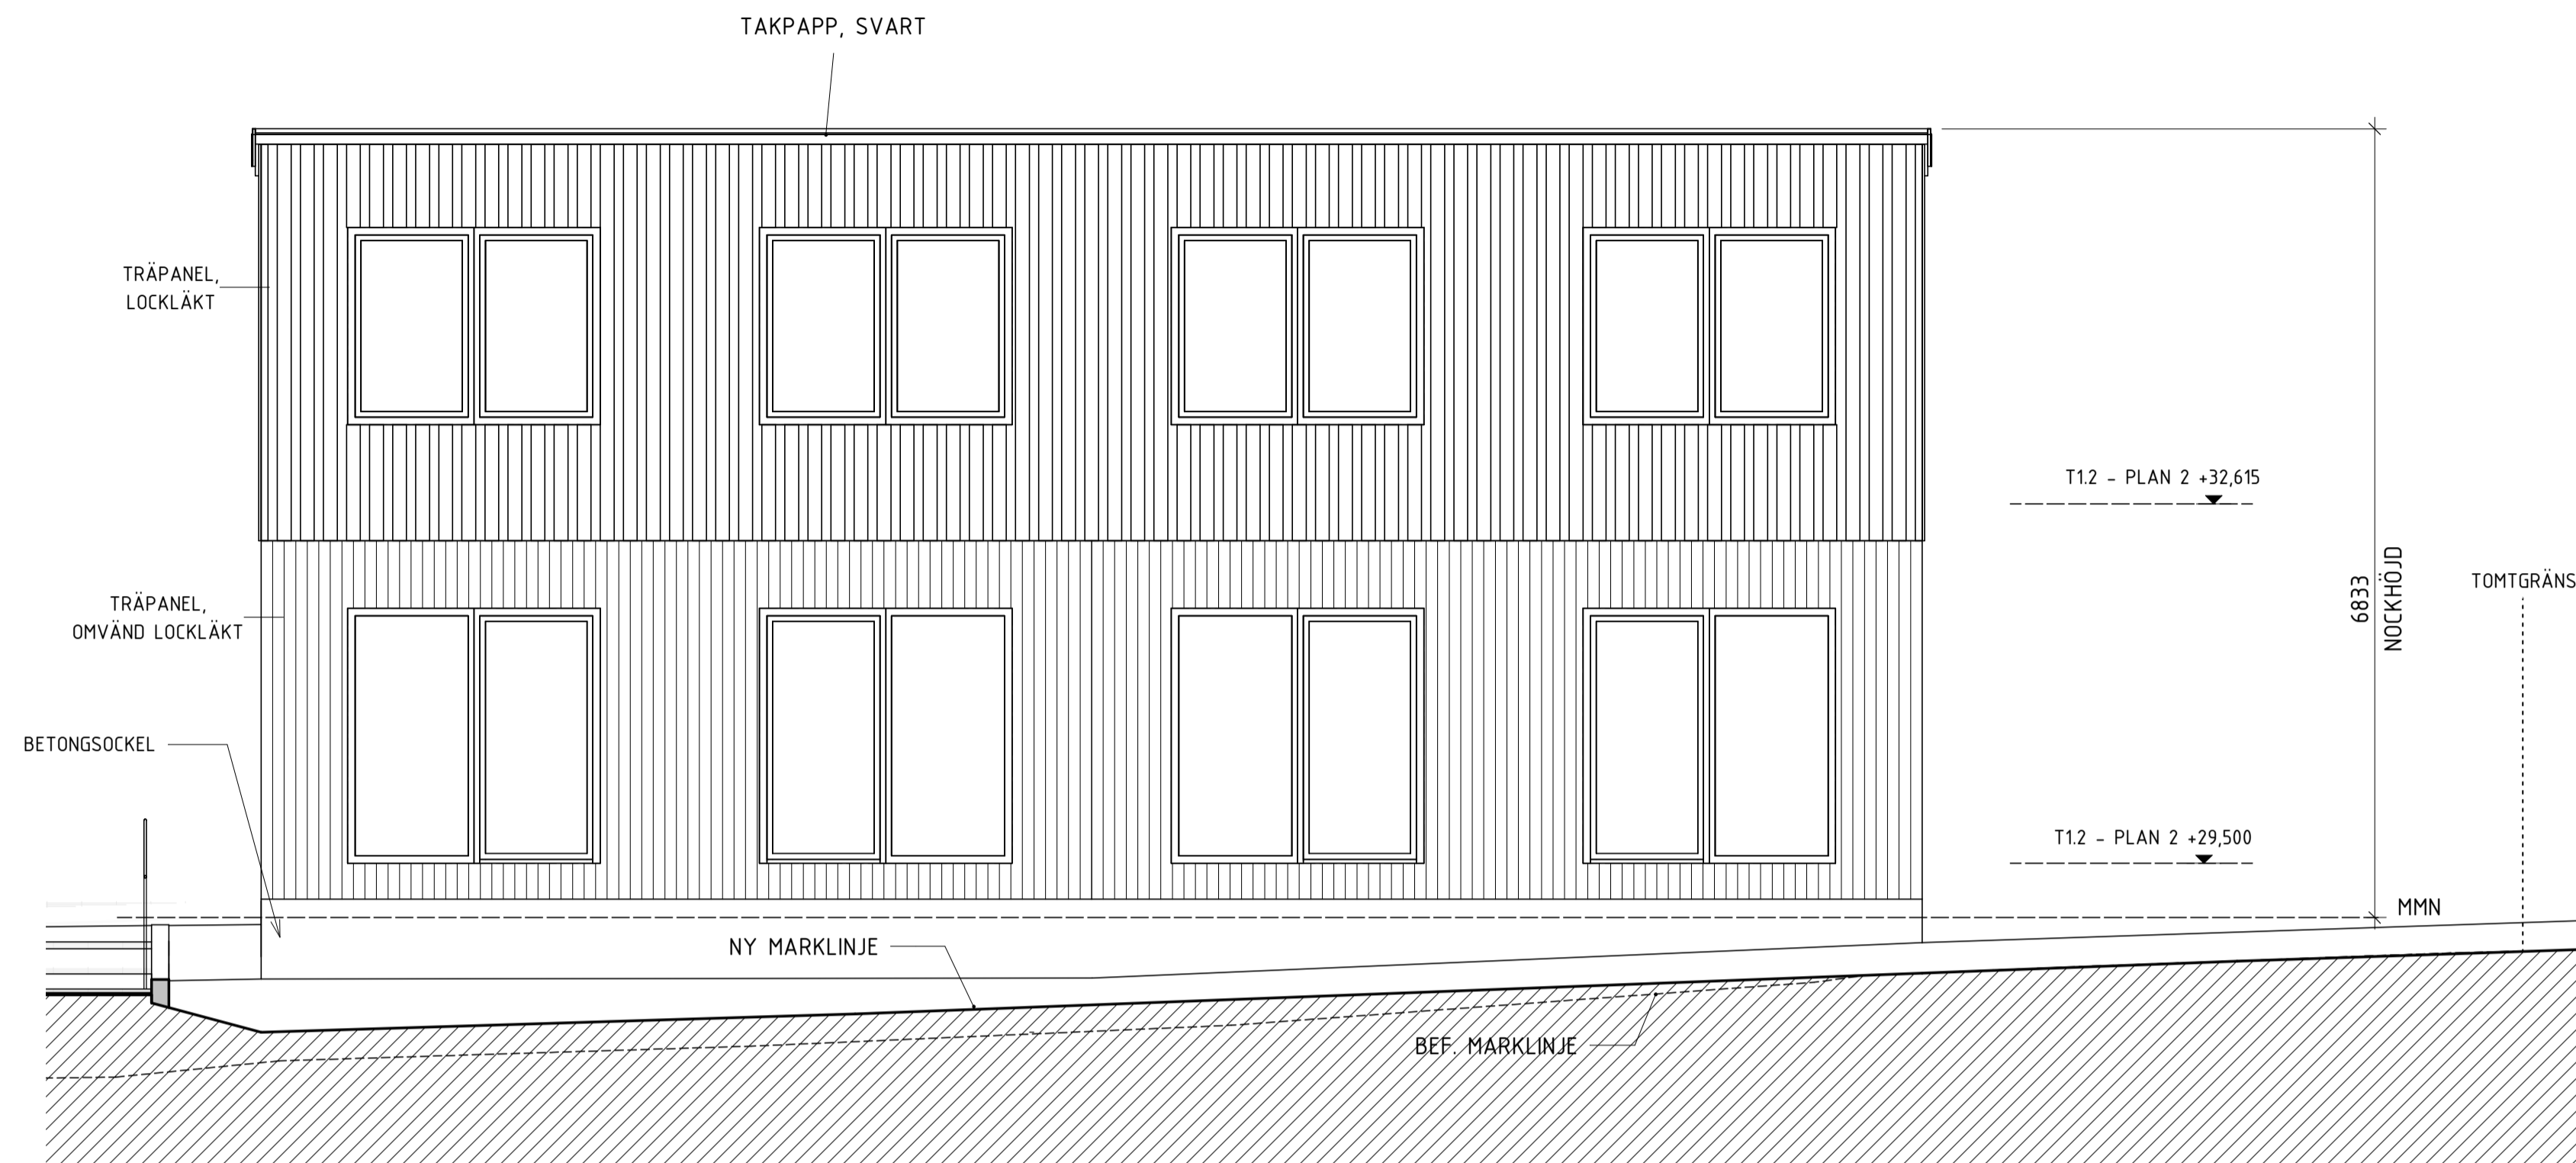 TAKPAPP, SVART
TRÄPANEL,
LOCKLÄKT
T1.2 - PLAN 2 +32,615
6833
NOCKHÖJD
TOMTGRÄNS
TRÄPANEL,
OMVÄND LOCKLÄKT
BETONGSOCKEL
T1.2 - PLAN 2 +29,500
MMN
NY MARKLINJE
BEF. MARKLINJE